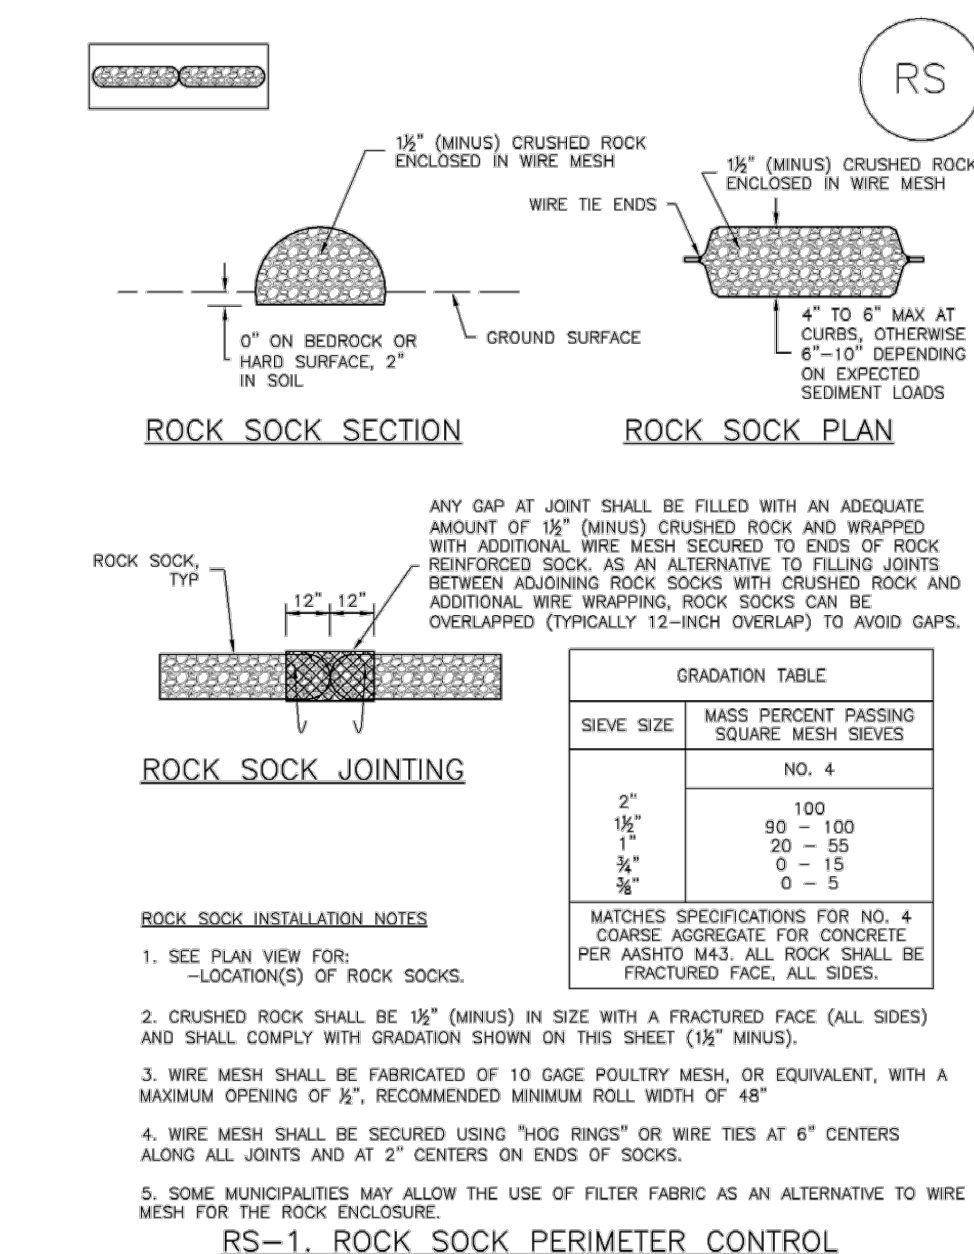 RS
1½" (MINUS) CRUSHED ROCK
ENCLOSED IN WIRE MESH
0" ON BEDROCK OR
HARD SURFACE, 2"
IN SOIL
GROUND SURFACE
ROCK SOCK SECTION
1½" (MINUS) CRUSHED ROCK
ENCLOSED IN WIRE MESH
WIRE TIE ENDS
4" TO 6" MAX AT
CURBS, OTHERWISE
6"-10" DEPENDING
ON EXPECTED
SEDIMENT LOADS
ROCK SOCK PLAN
ANY GAP AT JOINT SHALL BE FILLED WITH AN ADEQUATE
AMOUNT OF 1½" (MINUS) CRUSHED ROCK AND WRAPPED
WITH ADDITIONAL WIRE MESH SECURED TO ENDS OF ROCK
REINFORCED SOCK. AS AN ALTERNATIVE TO FILLING JOINTS
BETWEEN ADJOINING ROCK SOCKS WITH CRUSHED ROCK AND
ADDITIONAL WIRE WRAPPING, ROCK SOCKS CAN BE
OVERLAPPED (TYPICALLY 12-INCH OVERLAP) TO AVOID GAPS.
ROCK SOCK,
TYP
12" 12"
ROCK SOCK JOINTING
GRADATION TABLE
SIEVE SIZE
MASS PERCENT PASSING
SQUARE MESH SIEVES
NO. 4
2" 100
1½" 90 - 100
1" 20 - 55
¾" 0 - 15
⅜" 0 - 5
MATCHES SPECIFICATIONS FOR NO. 4
COARSE AGGREGATE FOR CONCRETE
PER AASHTO M43. ALL ROCK SHALL BE
FRACTURED FACE, ALL SIDES.
ROCK SOCK INSTALLATION NOTES
1. SEE PLAN VIEW FOR:
-LOCATION(S) OF ROCK SOCKS.
2. CRUSHED ROCK SHALL BE 1½" (MINUS) IN SIZE WITH A FRACTURED FACE (ALL SIDES)
AND SHALL COMPLY WITH GRADATION SHOWN ON THIS SHEET (1½" MINUS).
3. WIRE MESH SHALL BE FABRICATED OF 10 GAGE POULTRY MESH, OR EQUIVALENT, WITH A
MAXIMUM OPENING OF ½", RECOMMENDED MINIMUM ROLL WIDTH OF 48"
4. WIRE MESH SHALL BE SECURED USING "HOG RINGS" OR WIRE TIES AT 6" CENTERS
ALONG ALL JOINTS AND AT 2" CENTERS ON ENDS OF SOCKS.
5. SOME MUNICIPALITIES MAY ALLOW THE USE OF FILTER FABRIC AS AN ALTERNATIVE TO WIRE
MESH FOR THE ROCK ENCLOSURE.
RS-1. ROCK SOCK PERIMETER CONTROL